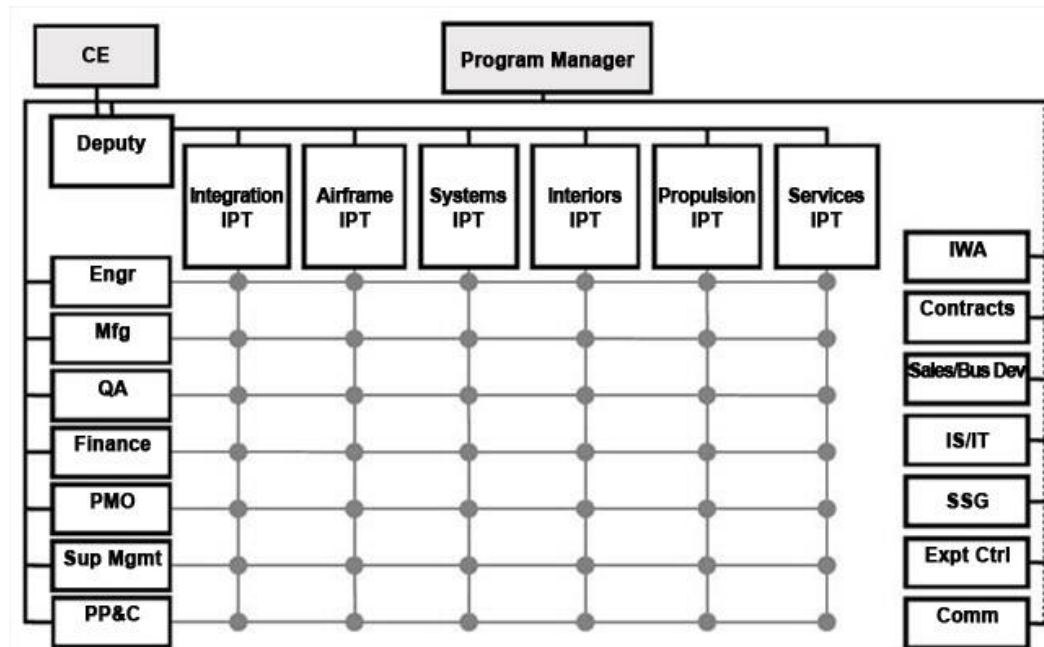 CE
Program Manager
Deputy
Integration
IPT
Airframe
IPT
Systems
IPT
Interiors
IPT
Propulsion
IPT
Services
IPT
Engr
Mfg
QA
Finance
PMO
Sup Mgmt
PP&C
IWA
Contracts
Sales/Bus Dev
IS/IT
SSG
Expt Ctrl
Comm